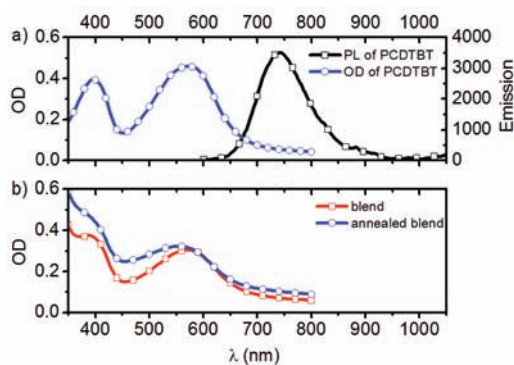 400 500 600 700 800 900 1000
a)
PL of PCDTBT
OD of PCDTBT
OD
0.6
0.4
0.2
0.0
Emission
4000
3000
2000
1000
0
b)
blend
annealed blend
OD
0.6
0.4
0.2
0.0
400 500 600 700 800 900 1000
λ (nm)